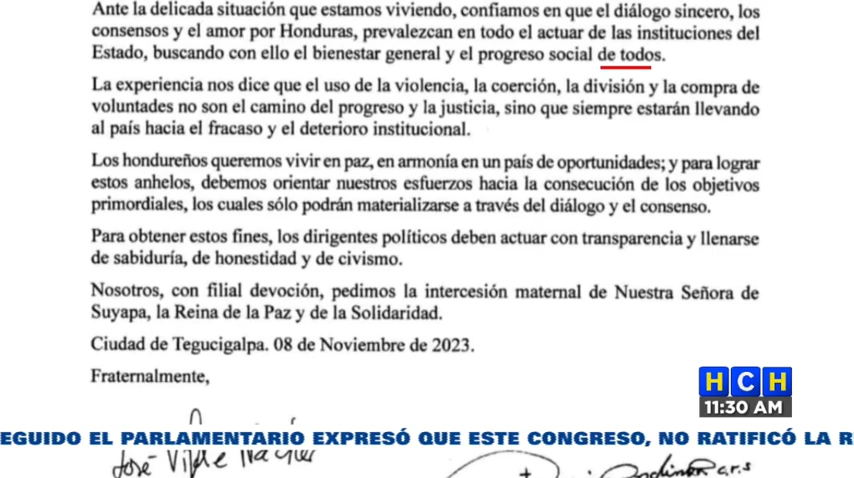 Ante la delicada situación que estamos viviendo, confiamos en que el diálogo sincero, los
consensos y el amor por Honduras, prevalezcan en todo el actuar de las instituciones del
Estado, buscando con ello el bienestar general y el progreso social de todos.
La experiencia nos dice que el uso de la violencia, la coerción, la división y la compra de
voluntades no son el camino del progreso y la justicia, sino que siempre estarán llevando
al país hacia el fracaso y el deterioro institucional.
Los hondureños queremos vivir en paz, en armonía en un país de oportunidades; y para lograr
estos anhelos, debemos orientar nuestros esfuerzos hacia la consecución de los objetivos
primordiales, los cuales sólo podrán materializarse a través del diálogo y el consenso.
Para obtener estos fines, los dirigentes políticos deben actuar con transparencia y llenarse
de sabiduría, de honestidad y de civismo.
Nosotros, con filial devoción, pedimos la intercesión maternal de Nuestra Señora de
Suyapa, la Reina de la Paz y de la Solidaridad.
Ciudad de Tegucigalpa. 08 de Noviembre de 2023.
Fraternalmente,
HCH
11:30 AM
EGUIDO EL PARLAMENTARIO EXPRESÓ QUE ESTE CONGRESO, NO RATIFICÓ LA R
José